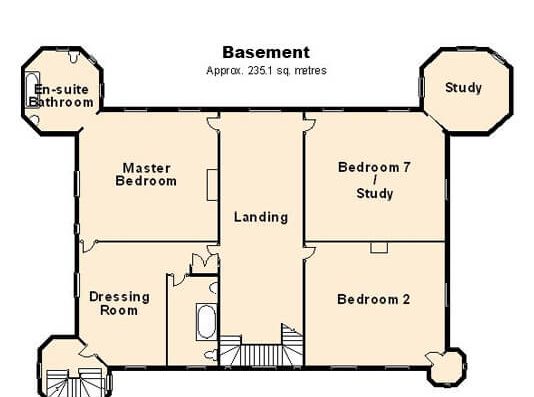 Basement
Approx. 235.1 sq. metres
En-suite
Bathroom
Study
Master
Bedroom
Bedroom 7
/
Study
Landing
Dressing
Room
Bedroom 2